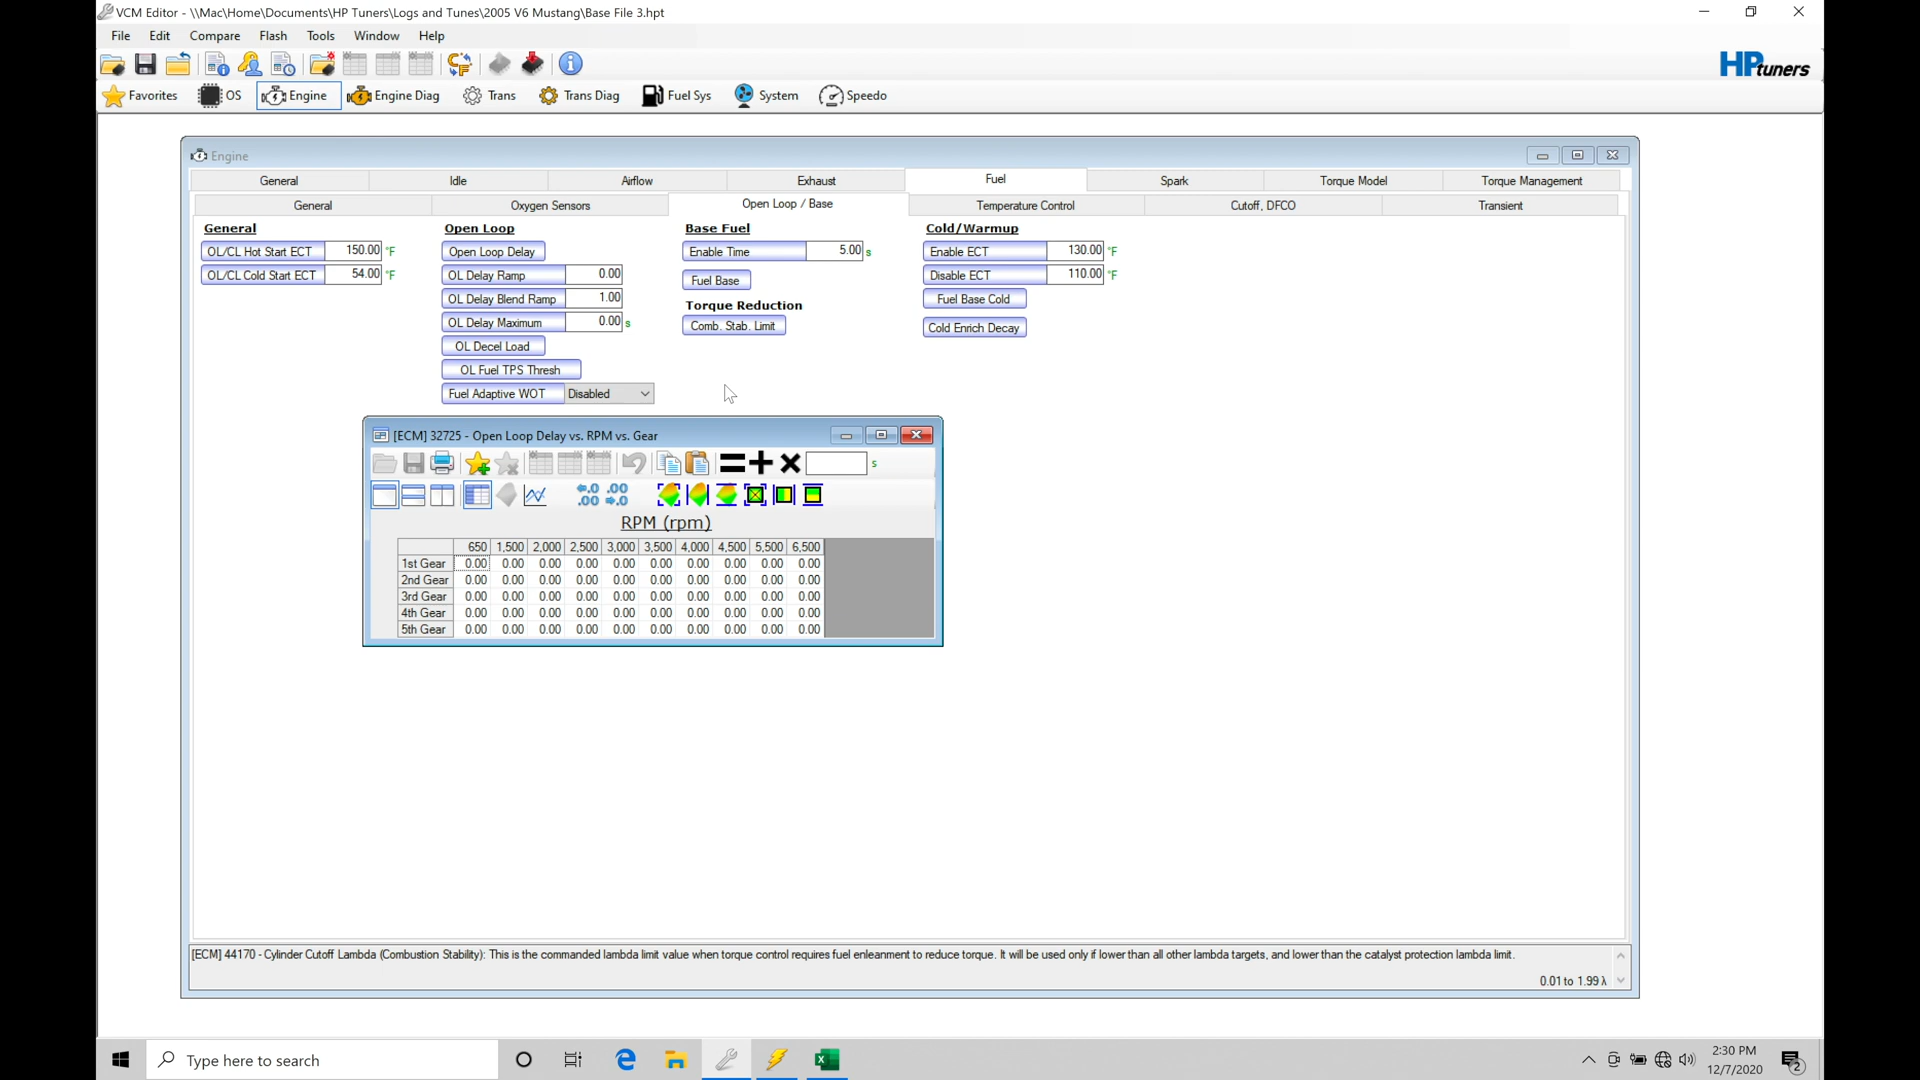 VCM Editor - \\Mac\Home\Documents\HP Tuners\Logs and Tunes\2005 V6 Mustang\Base File 3.hpt
File Edit Compare Flash Tools Window Help
HPtuners
Favorites OS Engine Engine Diag Trans Trans Diag Fuel Sys System Speedo
Engine
General Idle Airflow Exhaust Fuel Spark Torque Model Torque Management
General Oxygen Sensors Open Loop / Base Temperature Control Cutoff, DFCO Transient
General Open Loop Base Fuel Cold/Warmup
OL/CL Hot Start ECT 150.00 °F Open Loop Delay Enable Time 5.00 s Enable ECT 130.00 °F
OL/CL Cold Start ECT 54.00 °F OL Delay Ramp 0.00 Fuel Base Disable ECT 110.00 °F
OL Delay Blend Ramp 1.00 Torque Reduction Fuel Base Cold
OL Delay Maximum 0.00 s Comb. Stab. Limit Cold Enrich Decay
OL Decel Load
OL Fuel TPS Thresh
Fuel Adaptive WOT Disabled
[ECM] 32725 - Open Loop Delay vs. RPM vs. Gear
s
←.0 .00
.00 →.0
RPM (rpm)
650 1,500 2,000 2,500 3,000 3,500 4,000 4,500 5,500 6,500
1st Gear 0.00 0.00 0.00 0.00 0.00 0.00 0.00 0.00 0.00 0.00
2nd Gear 0.00 0.00 0.00 0.00 0.00 0.00 0.00 0.00 0.00 0.00
3rd Gear 0.00 0.00 0.00 0.00 0.00 0.00 0.00 0.00 0.00 0.00
4th Gear 0.00 0.00 0.00 0.00 0.00 0.00 0.00 0.00 0.00 0.00
5th Gear 0.00 0.00 0.00 0.00 0.00 0.00 0.00 0.00 0.00 0.00
[ECM] 44170 - Cylinder Cutoff Lambda (Combustion Stability): This is the commanded lambda limit value when torque control requires fuel enleanment to reduce torque. It will be used only if lower than all other lambda targets, and lower than the catalyst protection lambda limit.
0.01 to 1.99 λ
Type here to search
2:30 PM
12/7/2020
2